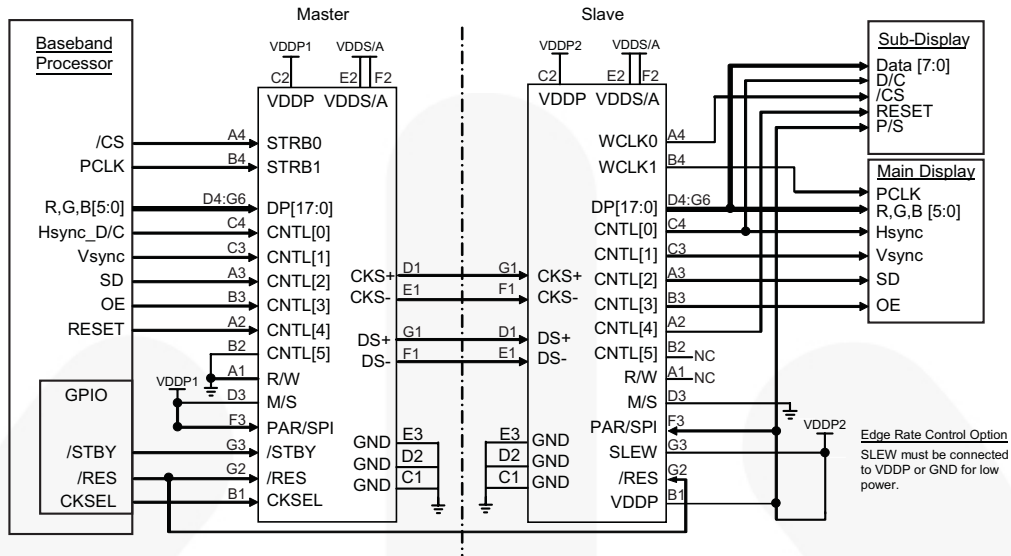 Master
Slave
Baseband
Processor
/CS
PCLK
R,G,B[5:0]
Hsync_D/C
Vsync
SD
OE
RESET
GPIO
/STBY
/RES
CKSEL
VDDP1
VDDS/A
C2
E2
F2
VDDP VDDS/A
A4
STRB0
B4
STRB1
D4:G6
DP[17:0]
C4
CNTL[0]
C3
CNTL[1]
A3
CNTL[2]
B3
CNTL[3]
A2
CNTL[4]
B2
CNTL[5]
A1
R/W
VDDP1
D3
M/S
F3
PAR/SPI
G3
/STBY
G2
/RES
B1
CKSEL
CKS+
D1
CKS-
E1
DS+
G1
DS-
F1
GND
E3
GND
D2
GND
C1
VDDP2
VDDS/A
C2
E2
F2
VDDP VDDS/A
G1
CKS+
F1
CKS-
D1
DS+
E1
DS-
E3
GND
D2
GND
C1
GND
WCLK0
A4
WCLK1
B4
DP[17:0]
D4:G6
CNTL[0]
C4
CNTL[1]
C3
CNTL[2]
A3
CNTL[3]
B3
CNTL[4]
A2
CNTL[5]
B2
NC
R/W
A1
NC
M/S
D3
PAR/SPI
F3
SLEW
G3
/RES
G2
VDDP
B1
VDDP2
Sub-Display
Data [7:0]
D/C
/CS
RESET
P/S
Main Display
PCLK
R,G,B [5:0]
Hsync
Vsync
SD
OE
Edge Rate Control Option
SLEW must be connected
to VDDP or GND for low
power.